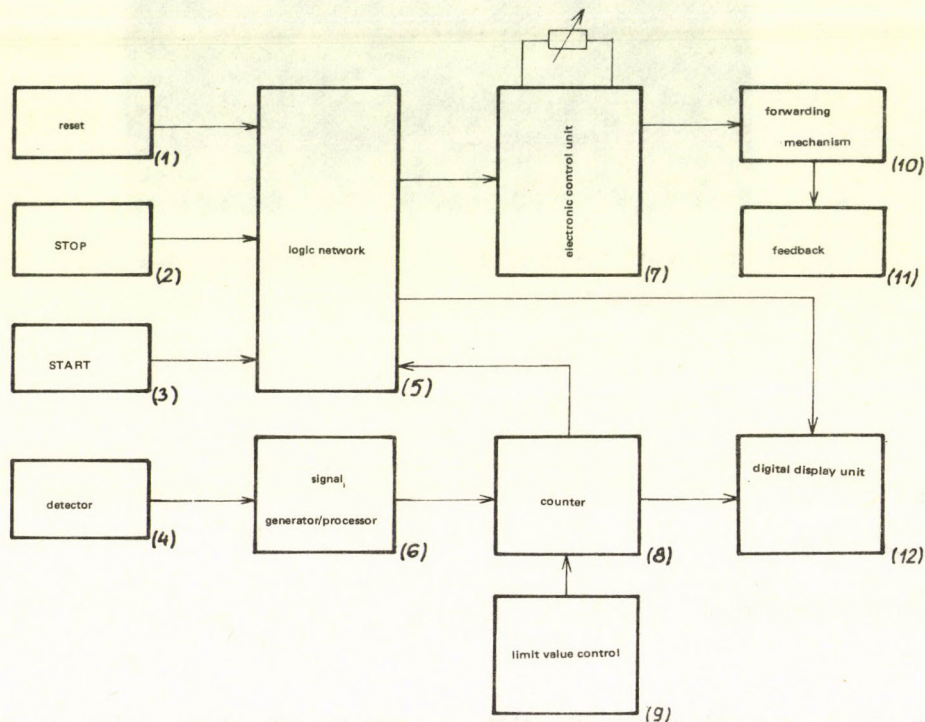 reset
(1)
STOP
(2)
START
(3)
detector
(4)
logic network
(5)
signal
generator/processor
(6)
electronic control unit
(7)
counter
(8)
limit value control
(9)
forwarding
mechanism
(10)
feedback
(11)
digital display unit
(12)